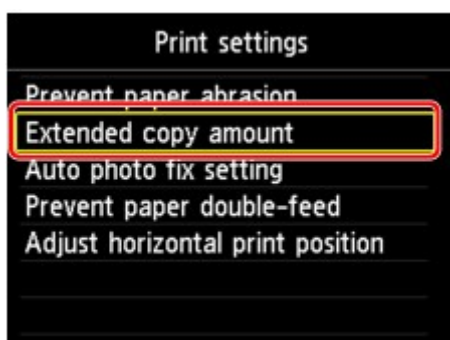 Print settings
Prevent paper abrasion
Extended copy amount
Auto photo fix setting
Prevent paper double-feed
Adjust horizontal print position